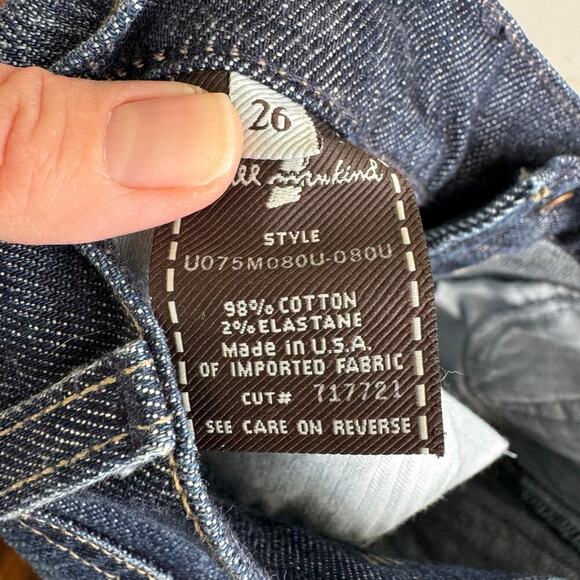 26
all mankind
STYLE
U075M080U-080U
98% COTTON
2% ELASTANE
Made in U.S.A.
OF IMPORTED FABRIC
CUT# 717721
SEE CARE ON REVERSE